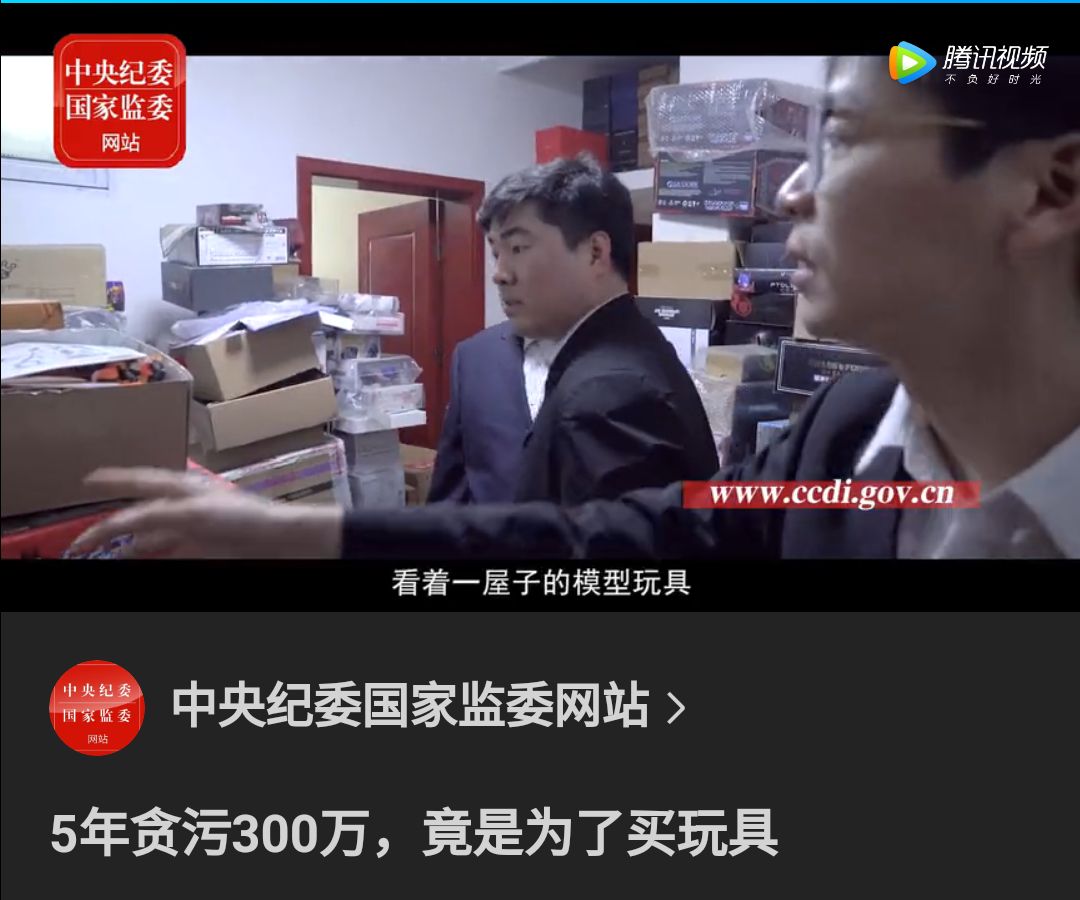 中央纪委
国家监委
网站
腾讯视频
不负好时光
www.ccdi.gov.cn
看着一屋子的模型玩具
中央纪委
国家监委
网站
中央纪委国家监委网站
5年贪污300万，竟是为了买玩具